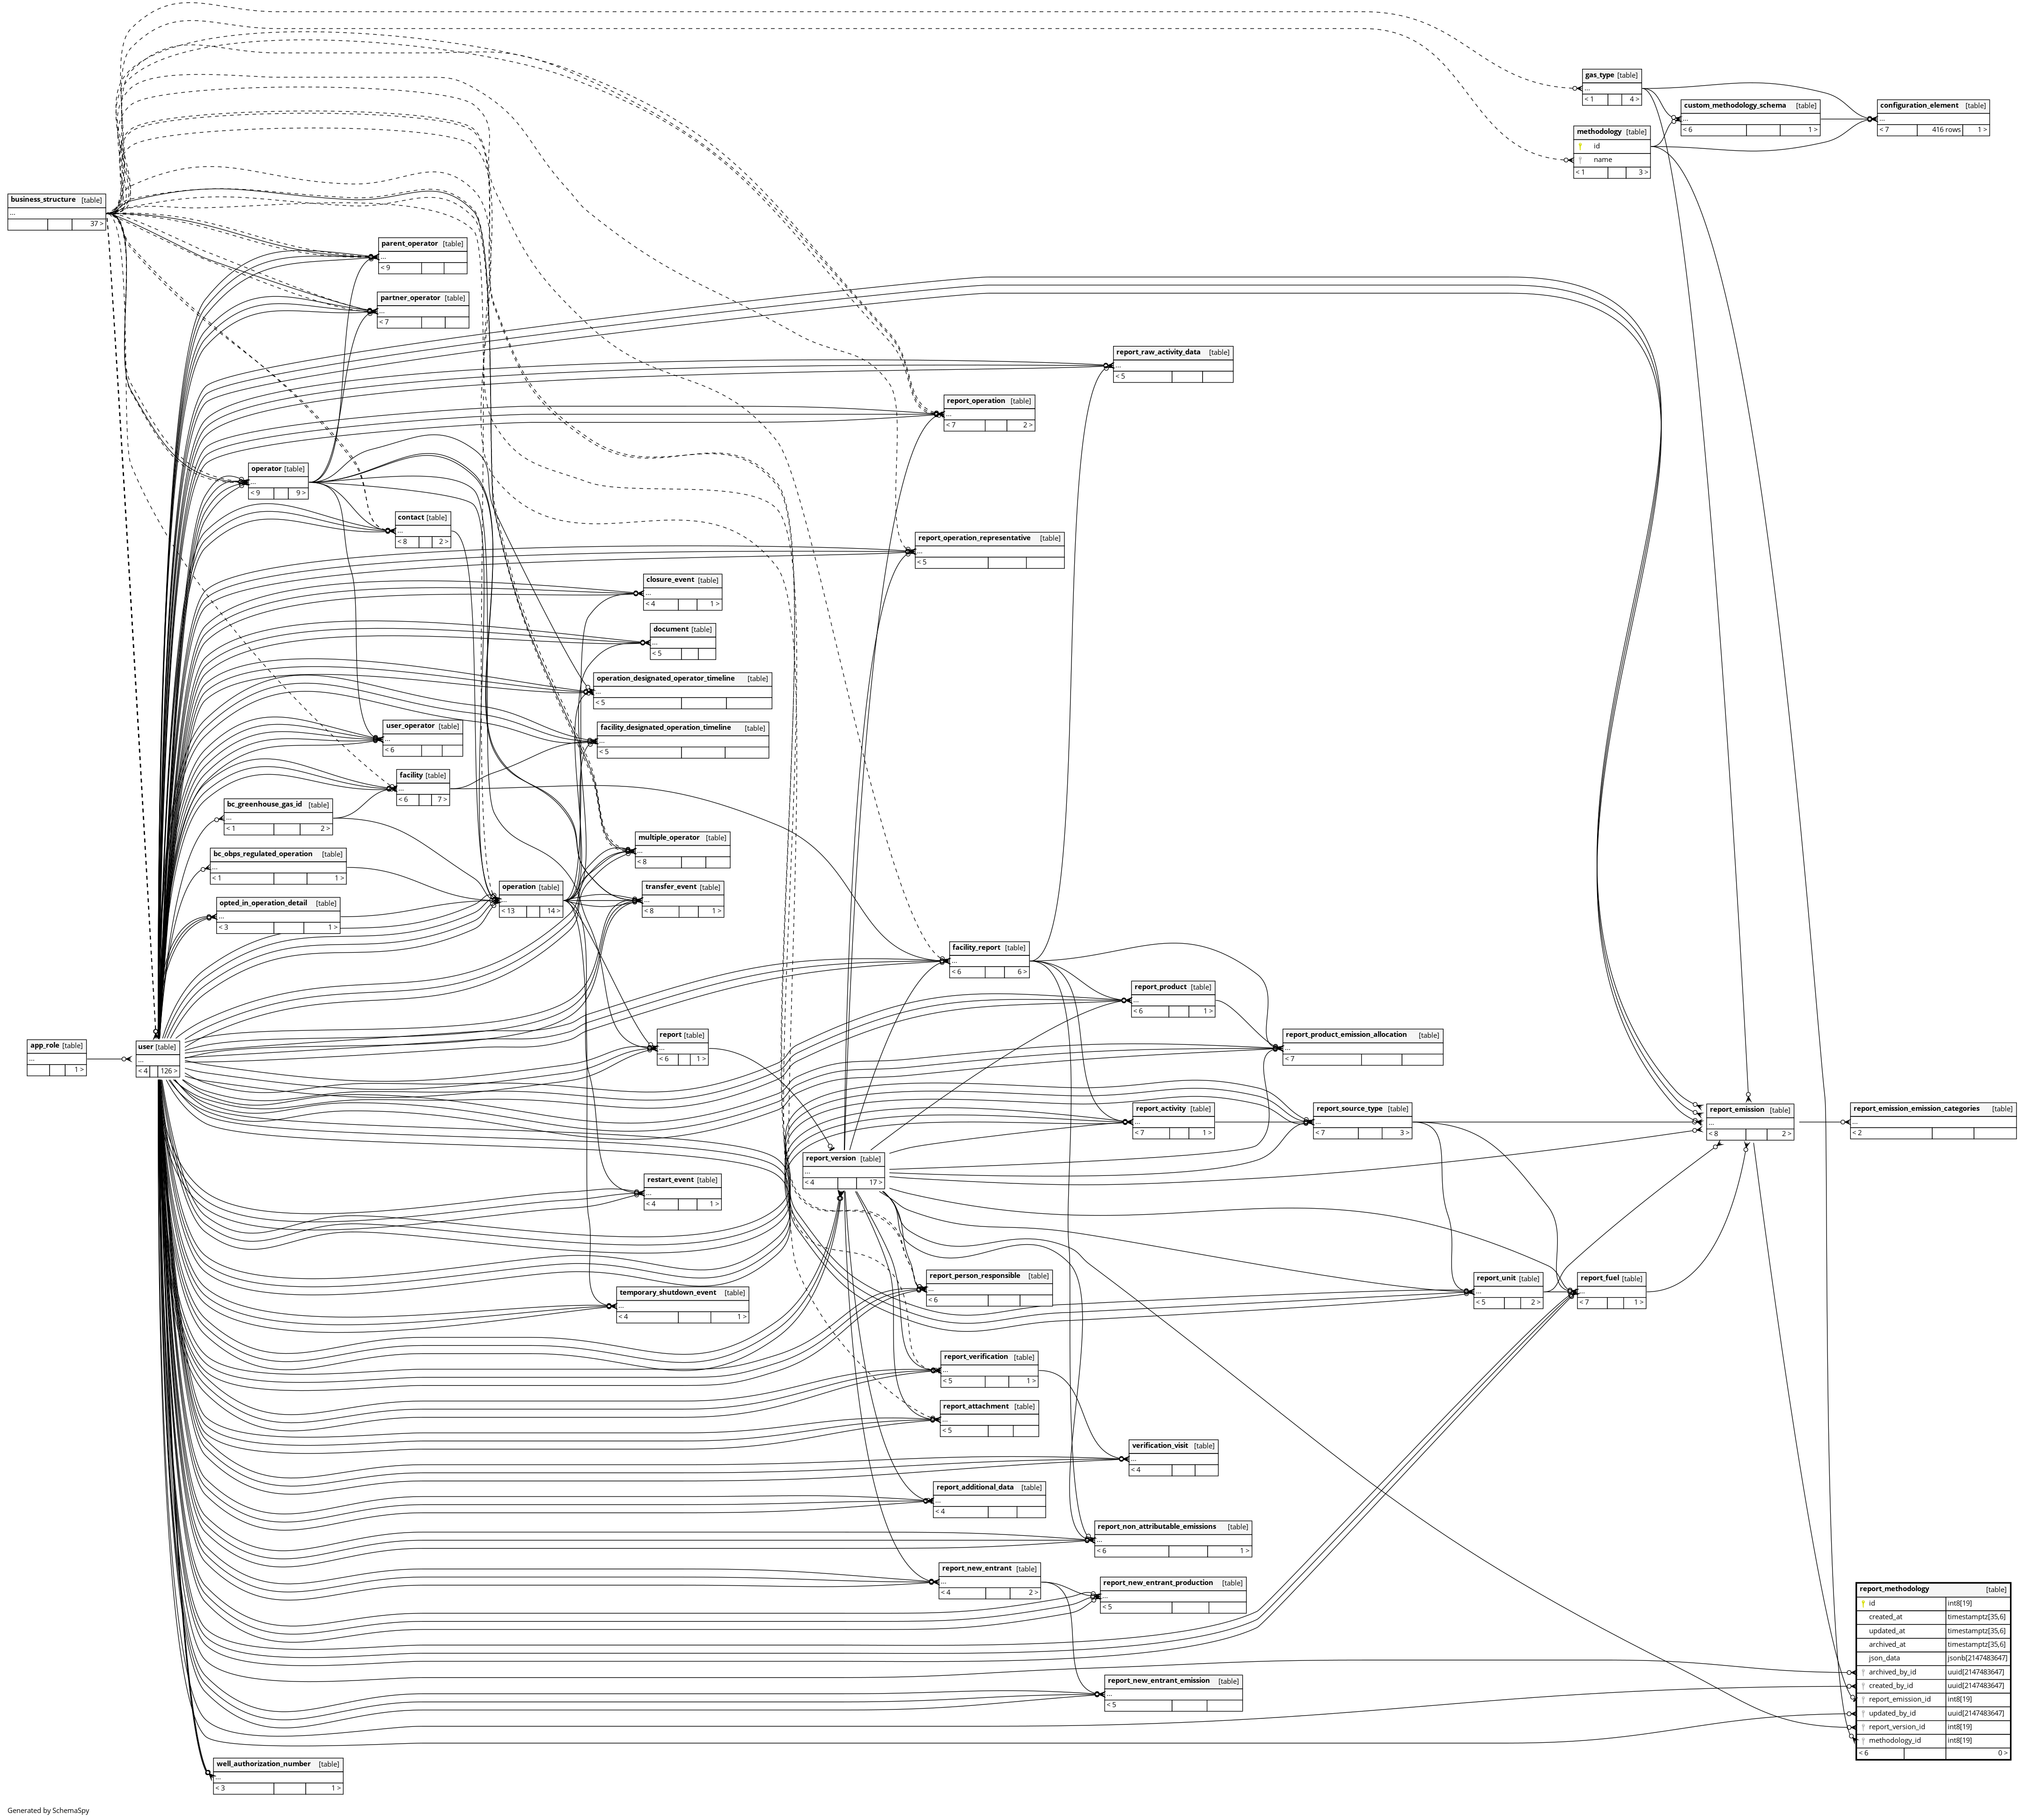 gas_type [table]
...
< 1 4 >
custom_methodology_schema [table]
...
< 6 1 >
configuration_element [table]
...
< 7 416 rows 1 >
methodology [table]
id
name
< 1 3 >
business_structure [table]
...
37 >
parent_operator [table]
...
< 9
partner_operator [table]
...
< 7
report_raw_activity_data [table]
...
< 5
report_operation [table]
...
< 7 2 >
operator [table]
...
< 9 9 >
contact [table]
...
< 8 2 >
report_operation_representative [table]
...
< 5
closure_event [table]
...
< 4 1 >
document [table]
...
< 5
operation_designated_operator_timeline [table]
...
< 5
user_operator [table]
...
< 6
facility_designated_operation_timeline [table]
...
< 5
facility [table]
...
< 6 7 >
bc_greenhouse_gas_id [table]
...
< 1 2 >
multiple_operator [table]
...
< 8
bc_obps_regulated_operation [table]
...
< 1 1 >
operation [table]
...
< 13 14 >
transfer_event [table]
...
< 8 1 >
opted_in_operation_detail [table]
...
< 3 1 >
facility_report [table]
...
< 6 6 >
report_product [table]
...
< 6 1 >
app_role [table]
...
1 >
user [table]
...
< 4 126 >
report [table]
...
< 6 1 >
report_product_emission_allocation [table]
...
< 7
report_activity [table]
...
< 7 1 >
report_source_type [table]
...
< 7 3 >
report_emission [table]
...
< 8 2 >
report_emission_emission_categories [table]
...
< 2
report_version [table]
...
< 4 17 >
restart_event [table]
...
< 4 1 >
report_person_responsible [table]
...
< 6
report_unit [table]
...
< 5 2 >
report_fuel [table]
...
< 7 1 >
temporary_shutdown_event [table]
...
< 4 1 >
report_verification [table]
...
< 5 1 >
report_attachment [table]
...
< 5
verification_visit [table]
...
< 4
report_additional_data [table]
...
< 4
report_non_attributable_emissions [table]
...
< 6 1 >
report_new_entrant [table]
...
< 4 2 >
report_new_entrant_production [table]
...
< 5
report_methodology [table]
id int8[19]
created_at timestamptz[35,6]
updated_at timestamptz[35,6]
archived_at timestamptz[35,6]
json_data jsonb[2147483647]
archived_by_id uuid[2147483647]
created_by_id uuid[2147483647]
report_emission_id int8[19]
updated_by_id uuid[2147483647]
report_version_id int8[19]
methodology_id int8[19]
< 6 0 >
report_new_entrant_emission [table]
...
< 5
well_authorization_number [table]
...
< 3 1 >
Generated by SchemaSpy